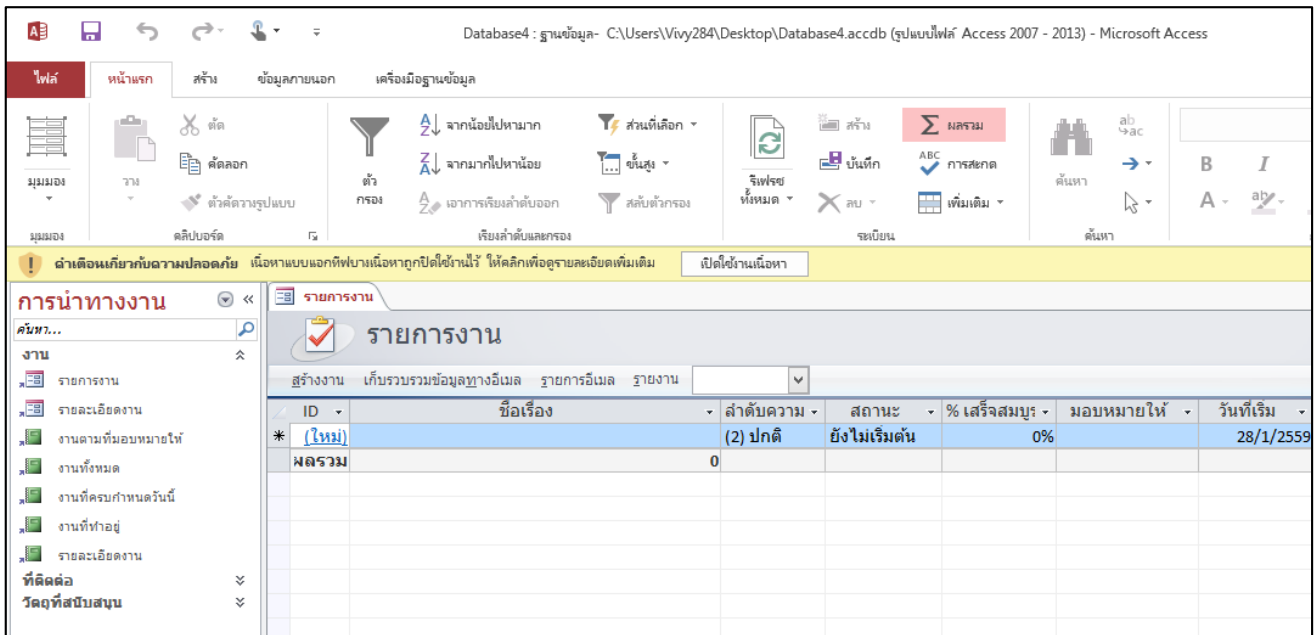 Database4 : ฐานข้อมูล- C:\Users\Vivy284\Desktop\Database4.accdb (รูปแบบไฟล์ Access 2007 - 2013) - Microsoft Access
ไฟล์ หน้าแรก สร้าง ข้อมูลภายนอก เครื่องมือฐานข้อมูล
มุมมอง
วาง
ตัด
คัดลอก
ตัวคัดวางรูปแบบ
ตัวกรอง
จากน้อยไปหามาก
จากมากไปหาน้อย
เอาการเรียงลำดับออก
ส่วนที่เลือก
ขั้นสูง
สลับตัวกรอง
รีเฟรชทั้งหมด
สร้าง
บันทึก
ลบ
ผลรวม
การสะกด
เพิ่มเติม
ค้นหา
B I
A
มุมมอง คลิปบอร์ด เรียงลำดับและกรอง ระเบียน ค้นหา
คำเตือนเกี่ยวกับความปลอดภัย เนื้อหาแบบแอกทีฟบางเนื้อหาถูกปิดใช้งานไว้ ให้คลิกเพื่อดูรายละเอียดเพิ่มเติม เปิดใช้งานเนื้อหา
การนำทางงาน
ค้นหา...
งาน
รายการงาน
รายละเอียดงาน
งานตามที่มอบหมายให้
งานทั้งหมด
งานที่ครบกำหนดวันนี้
งานที่ทำอยู่
รายละเอียดงาน
ที่ติดต่อ
วัตถุที่สนับสนุน
รายการงาน
รายการงาน
สร้างงาน เก็บรวบรวมข้อมูลทางอีเมล รายการอีเมล รายงาน
ID ชื่อเรื่อง ลำดับความ สถานะ % เสร็จสมบูร มอบหมายให้ วันที่เริ่ม
* (ใหม่) (2) ปกติ ยังไม่เริ่มต้น 0% 28/1/2559
ผลรวม 0